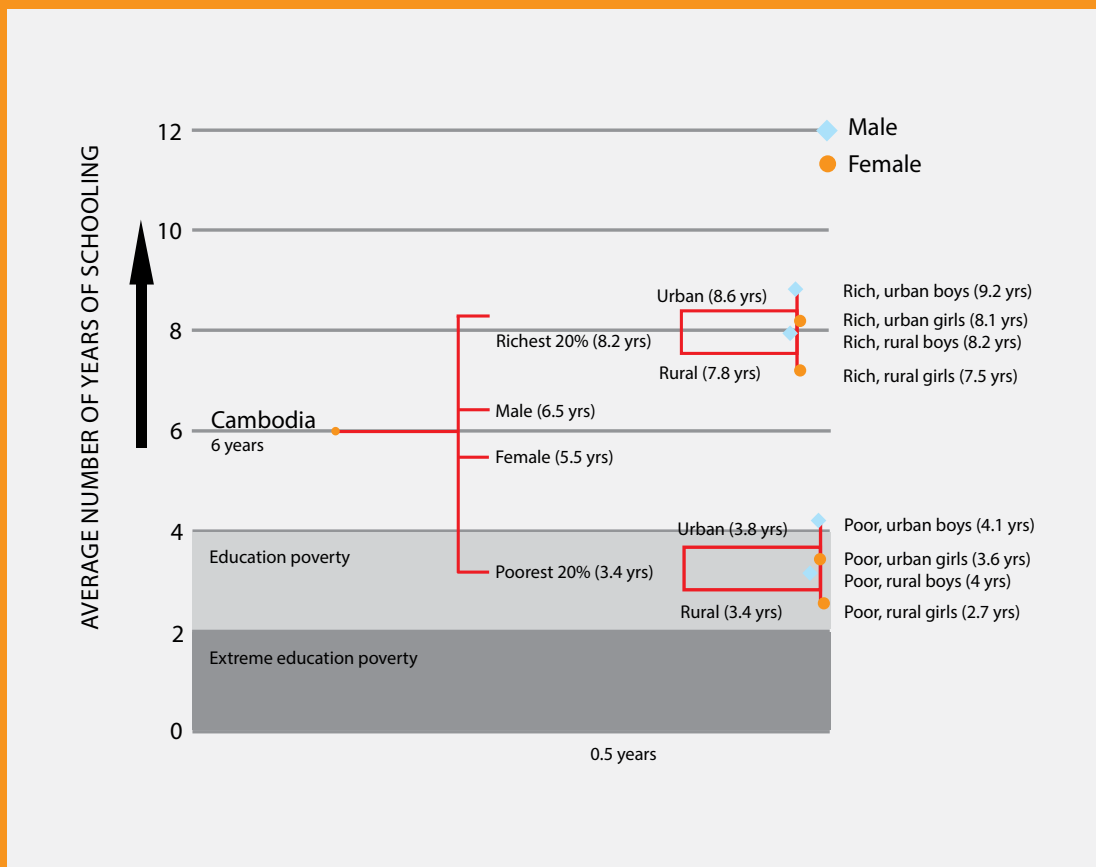 AVERAGE NUMBER OF YEARS OF SCHOOLING
12
10
8
6
4
2
0
Male
Female
Cambodia
6 years
Richest 20% (8.2 yrs)
Male (6.5 yrs)
Female (5.5 yrs)
Poorest 20% (3.4 yrs)
Urban (8.6 yrs)
Rural (7.8 yrs)
Rich, urban boys (9.2 yrs)
Rich, urban girls (8.1 yrs)
Rich, rural boys (8.2 yrs)
Rich, rural girls (7.5 yrs)
Urban (3.8 yrs)
Rural (3.4 yrs)
Poor, urban boys (4.1 yrs)
Poor, urban girls (3.6 yrs)
Poor, rural boys (4 yrs)
Poor, rural girls (2.7 yrs)
Education poverty
Extreme education poverty
0.5 years